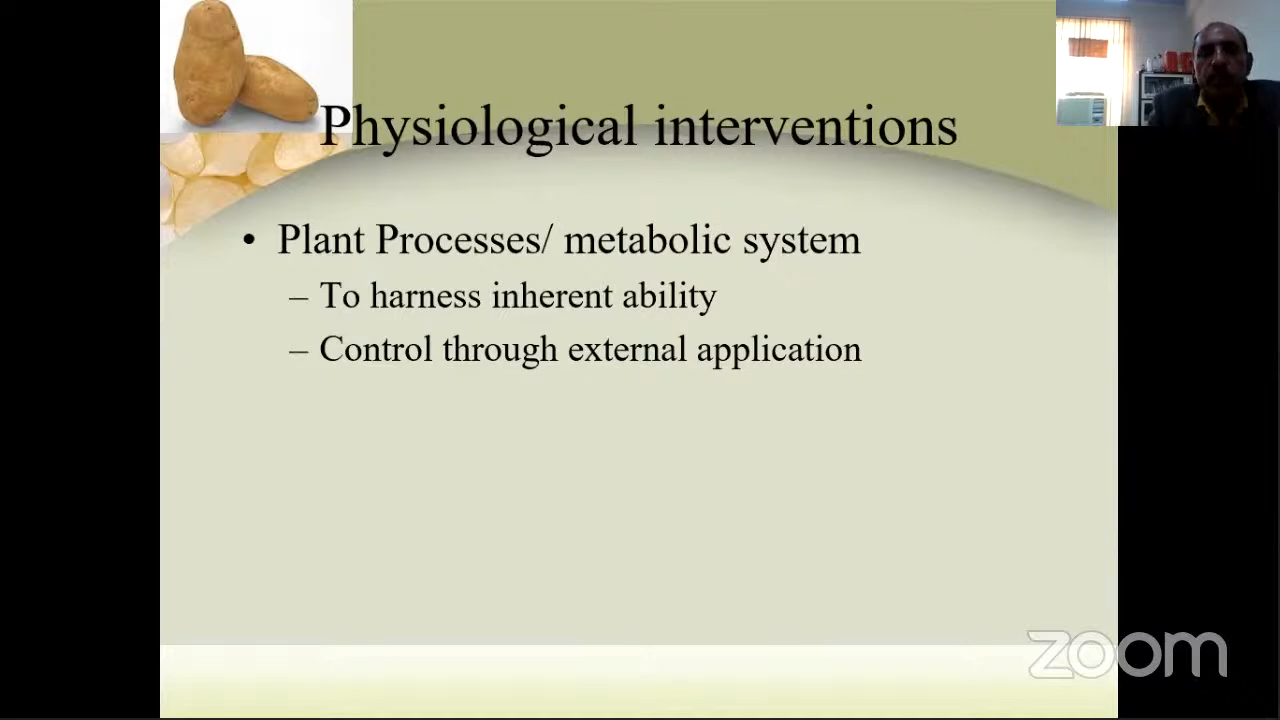 Physiological interventions
• Plant Processes/ metabolic system
– To harness inherent ability
– Control through external application
zoom